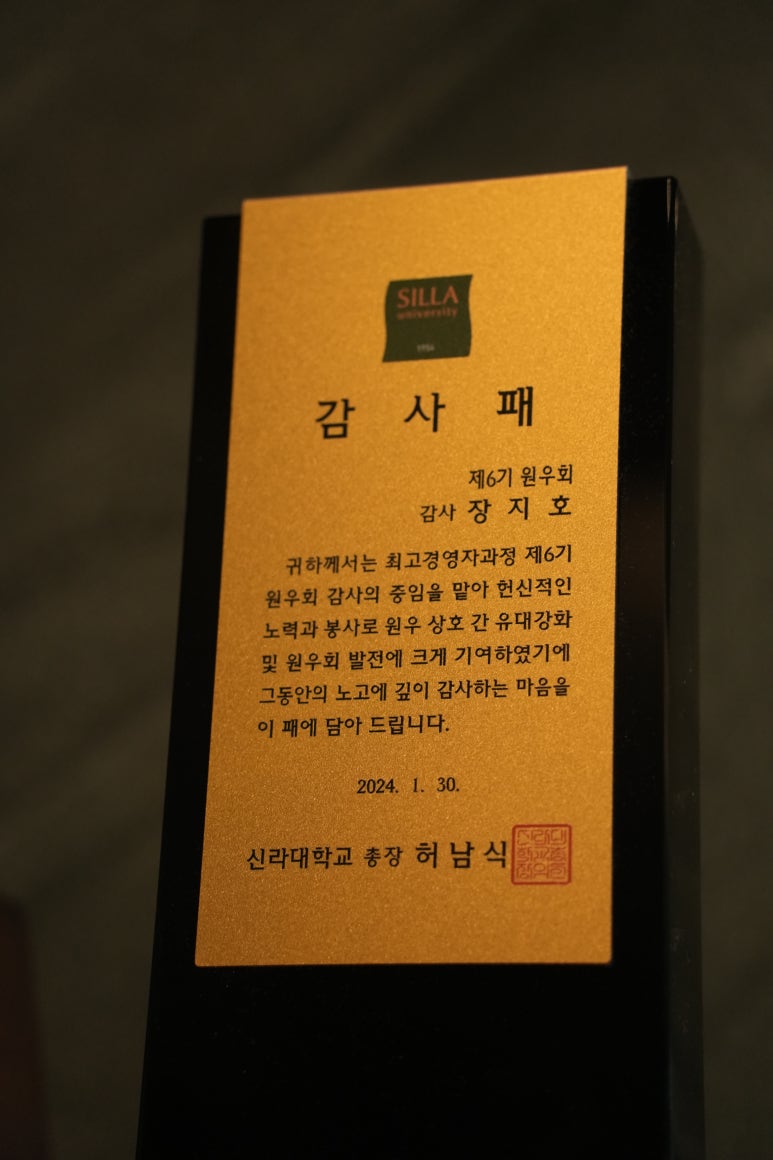 SILLA
university
1954
감 사 패
제6기 원우회
감사 장 지 호
귀하께서는 최고경영자과정 제6기
원우회 감사의 중임을 맡아 헌신적인
노력과 봉사로 원우 상호 간 유대강화
및 원우회 발전에 크게 기여하였기에
그동안의 노고에 깊이 감사하는 마음을
이 패에 담아 드립니다.
2024. 1. 30.
신라대학교 총장 허 남 식